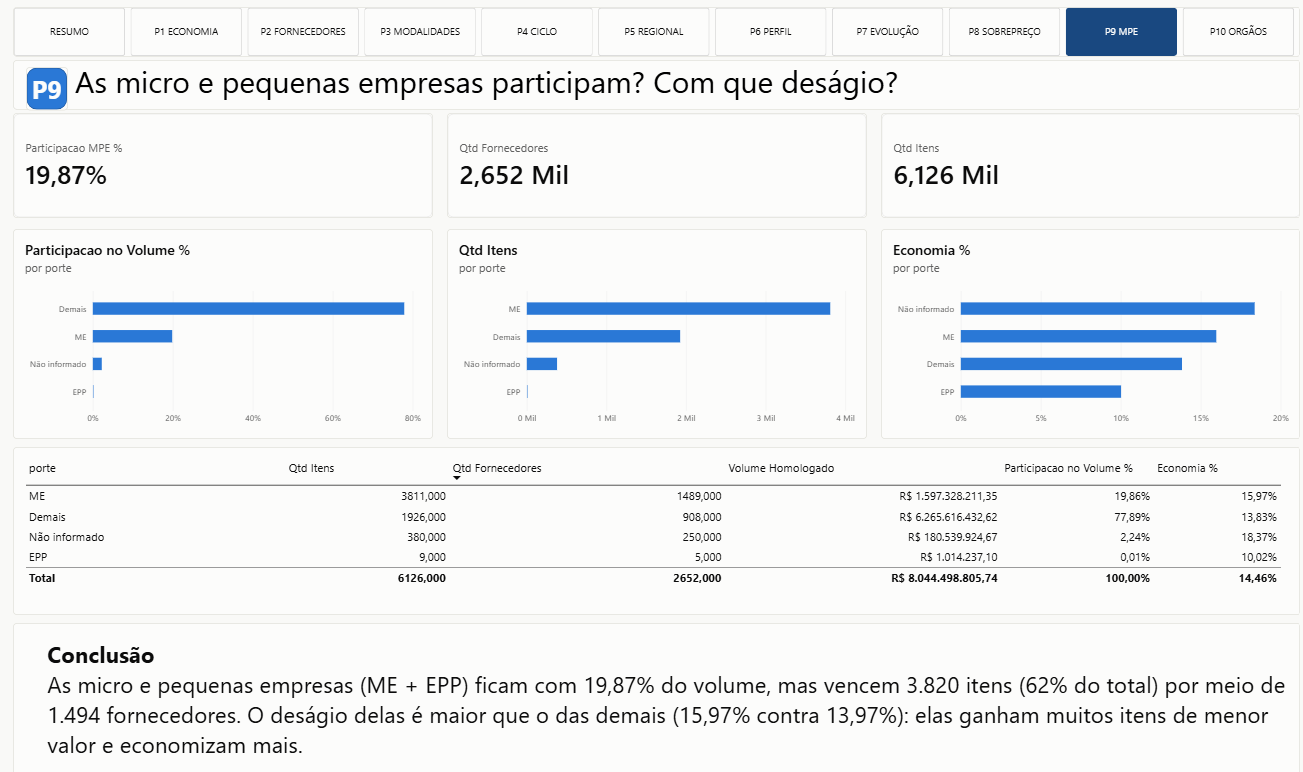 RESUMO
P1 ECONOMIA
P2 FORNECEDORES
P3 MODALIDADES
P4 CICLO
P5 REGIONAL
P6 PERFIL
P7 EVOLUÇÃO
P8 SOBREPREÇO
P9 MPE
P10 ORGÃOS
P9 As micro e pequenas empresas participam? Com que deságio?
Participacao MPE %
19,87%
Qtd Fornecedores
2,652 Mil
Qtd Itens
6,126 Mil
Participacao no Volume %
por porte
Demais
ME
Não informado
EPP
0% 20% 40% 60% 80%
Qtd Itens
por porte
ME
Demais
Não informado
EPP
0 Mil 1 Mil 2 Mil 3 Mil 4 Mil
Economia %
por porte
Não informado
ME
Demais
EPP
0% 5% 10% 15% 20%
porte Qtd Itens Qtd Fornecedores Volume Homologado Participacao no Volume % Economia %
ME 3811,000 1489,000 R$ 1.597.328.211,35 19,86% 15,97%
Demais 1926,000 908,000 R$ 6.265.616.432,62 77,89% 13,83%
Não informado 380,000 250,000 R$ 180.539.924,67 2,24% 18,37%
EPP 9,000 5,000 R$ 1.014.237,10 0,01% 10,02%
Total 6126,000 2652,000 R$ 8.044.498.805,74 100,00% 14,46%
Conclusão
As micro e pequenas empresas (ME + EPP) ficam com 19,87% do volume, mas vencem 3.820 itens (62% do total) por meio de
1.494 fornecedores. O deságio delas é maior que o das demais (15,97% contra 13,97%): elas ganham muitos itens de menor
valor e economizam mais.